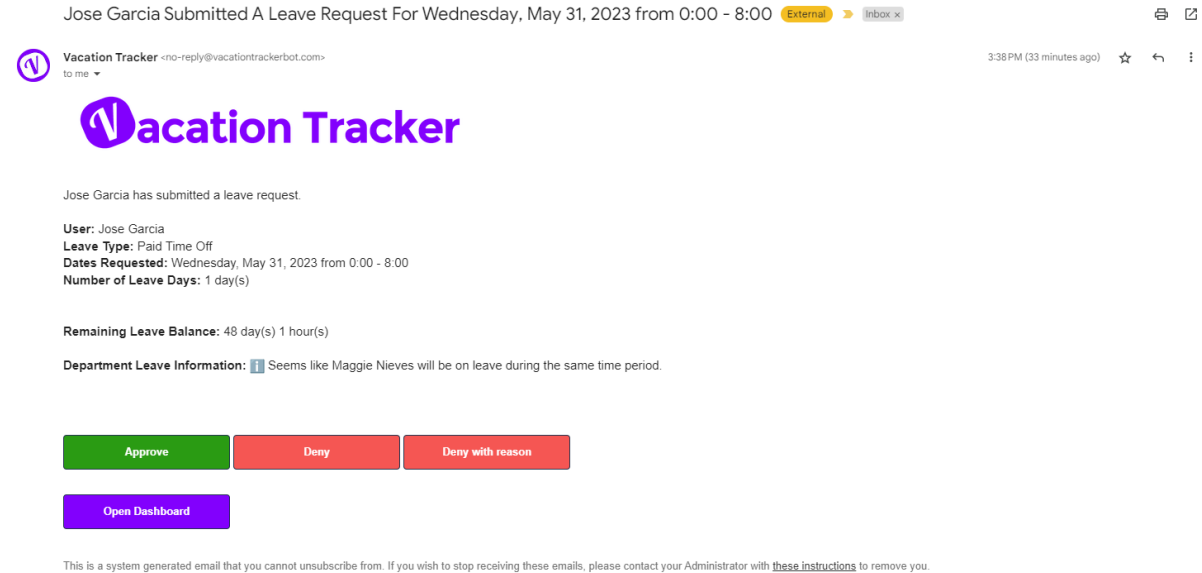 Jose Garcia Submitted A Leave Request For Wednesday, May 31, 2023 from 0:00 - 8:00 External Inbox x
Vacation Tracker <no-reply@vacationtrackerbot.com> 3:38 PM (33 minutes ago)
to me
Vacation Tracker
Jose Garcia has submitted a leave request.
User: Jose Garcia
Leave Type: Paid Time Off
Dates Requested: Wednesday, May 31, 2023 from 0:00 - 8:00
Number of Leave Days: 1 day(s)
Remaining Leave Balance: 48 day(s) 1 hour(s)
Department Leave Information: ℹ️ Seems like Maggie Nieves will be on leave during the same time period.
Approve Deny Deny with reason
Open Dashboard
This is a system generated email that you cannot unsubscribe from. If you wish to stop receiving these emails, please contact your Administrator with these instructions to remove you.